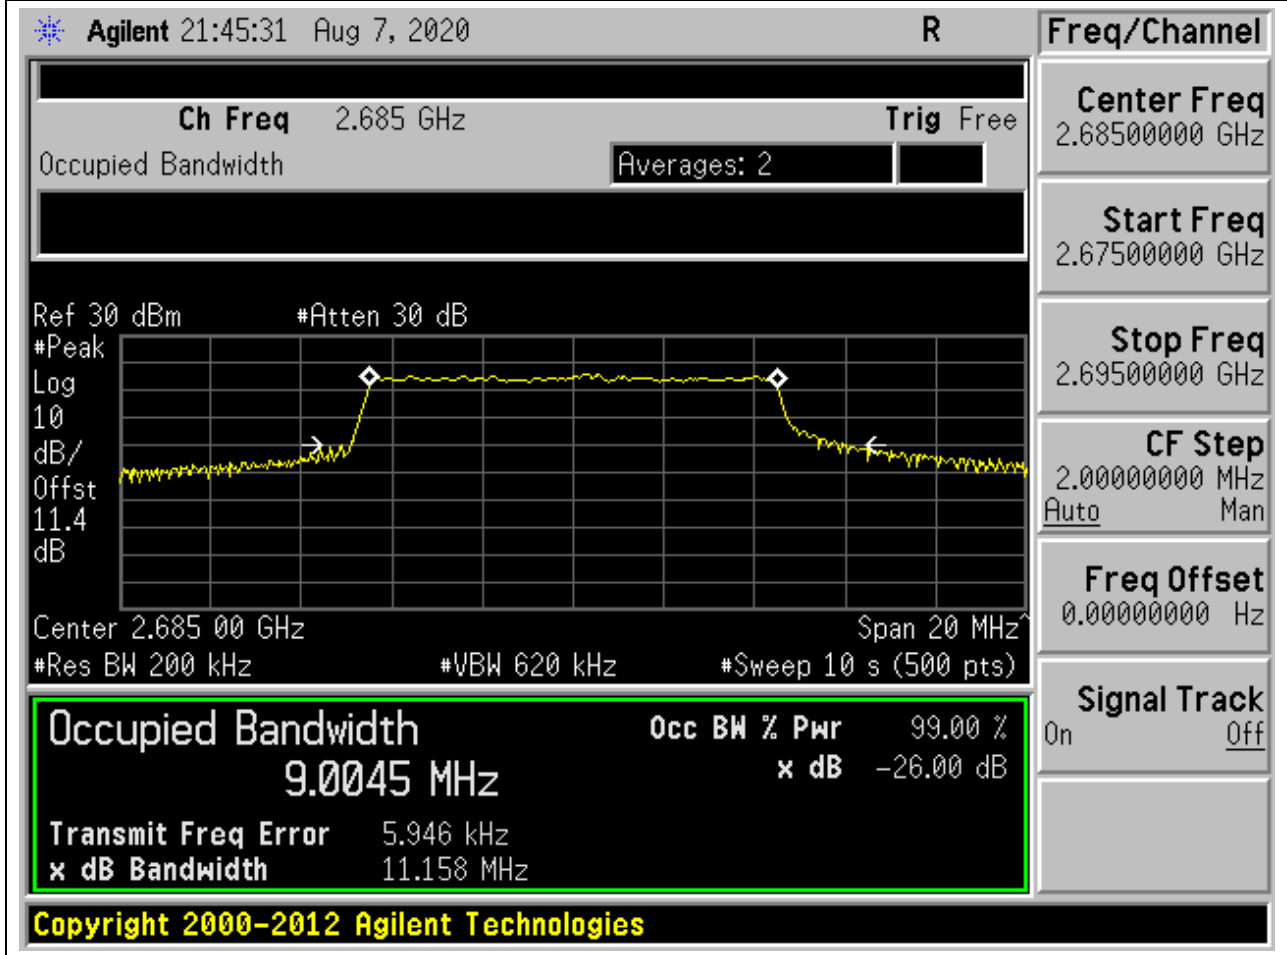 Agilent 21:45:31 Aug 7, 2020 R Freq/Channel
Ch Freq 2.685 GHz Trig Free
Occupied Bandwidth Averages: 2
Ref 30 dBm #Atten 30 dB
#Peak
Log
10
dB/
Offst
11.4
dB
Center 2.685 00 GHz Span 20 MHz^
#Res BW 200 kHz #VBW 620 kHz #Sweep 10 s (500 pts)
Occupied Bandwidth Occ BW % Pwr 99.00 %
9.0045 MHz x dB -26.00 dB
Transmit Freq Error 5.946 kHz
x dB Bandwidth 11.158 MHz
Center Freq
2.68500000 GHz
Start Freq
2.67500000 GHz
Stop Freq
2.69500000 GHz
CF Step
2.00000000 MHz
Auto Man
Freq Offset
0.00000000 Hz
Signal Track
On Off
Copyright 2000-2012 Agilent Technologies